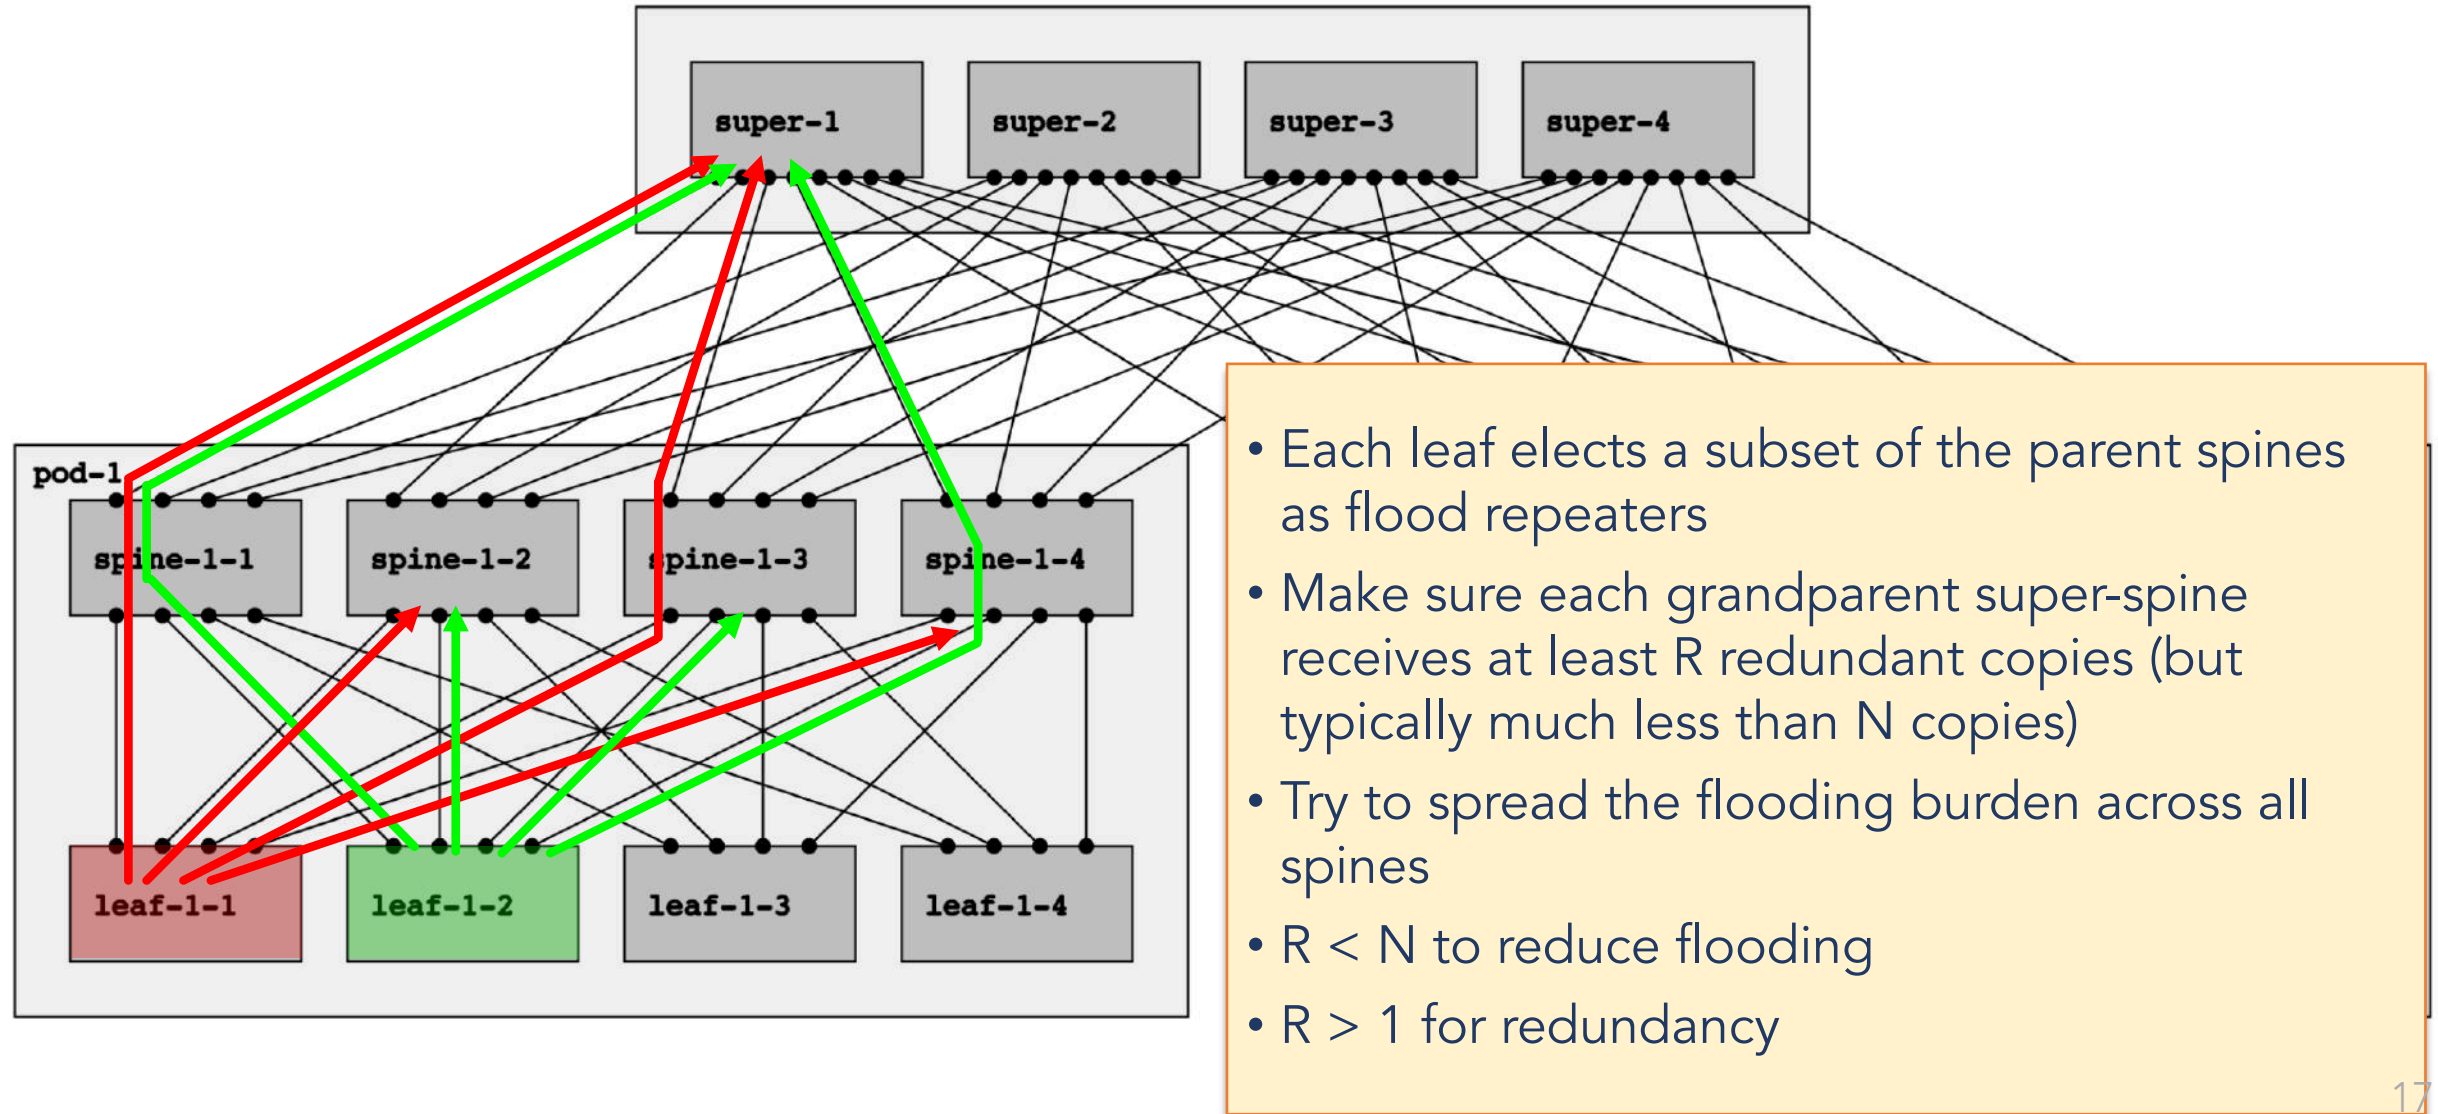 super-1
super-2
super-3
super-4
pod-1
spine-1-1
spine-1-2
spine-1-3
spine-1-4
leaf-1-1
leaf-1-2
leaf-1-3
leaf-1-4
• Each leaf elects a subset of the parent spines
as flood repeaters
• Make sure each grandparent super-spine
receives at least R redundant copies (but
typically much less than N copies)
• Try to spread the flooding burden across all
spines
• R < N to reduce flooding
• R > 1 for redundancy
17